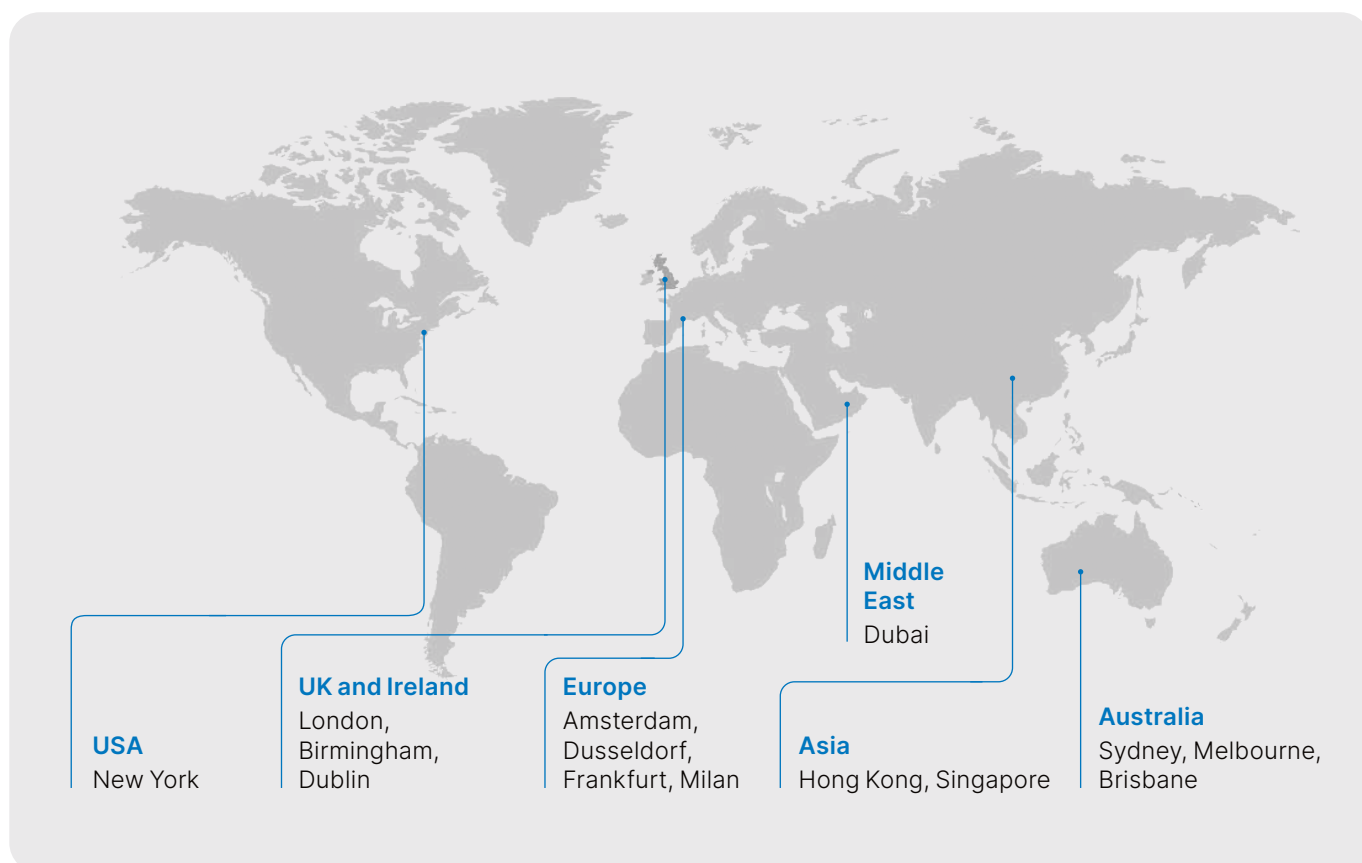 USA
New York
UK and Ireland
London,
Birmingham,
Dublin
Europe
Amsterdam,
Dusseldorf,
Frankfurt, Milan
Middle
East
Dubai
Asia
Hong Kong, Singapore
Australia
Sydney, Melbourne,
Brisbane